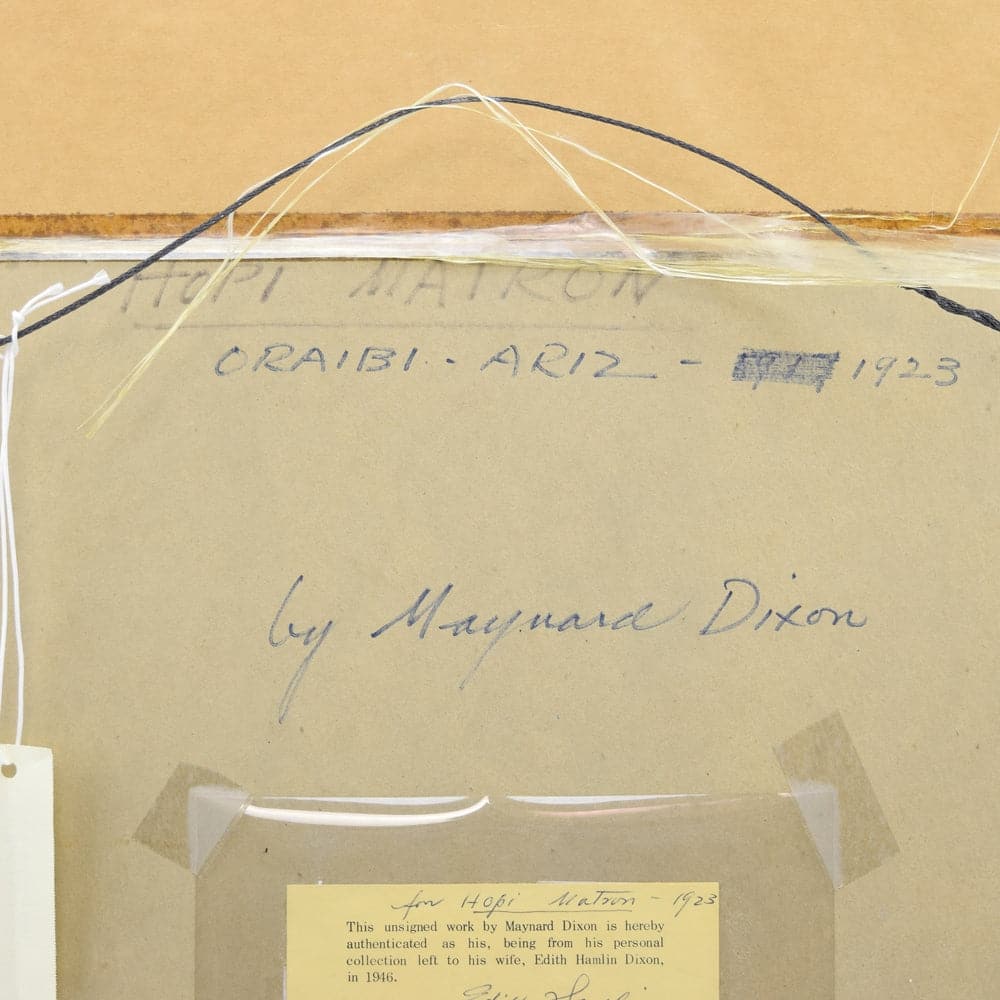 HOPI MATRON
ORAIBI - ARIZ - 1923
by Maynard Dixon
for Hopi Matron - 1923
This unsigned work by Maynard Dixon is hereby
authenticated as his, being from his personal
collection left to his wife, Edith Hamlin Dixon,
in 1946.